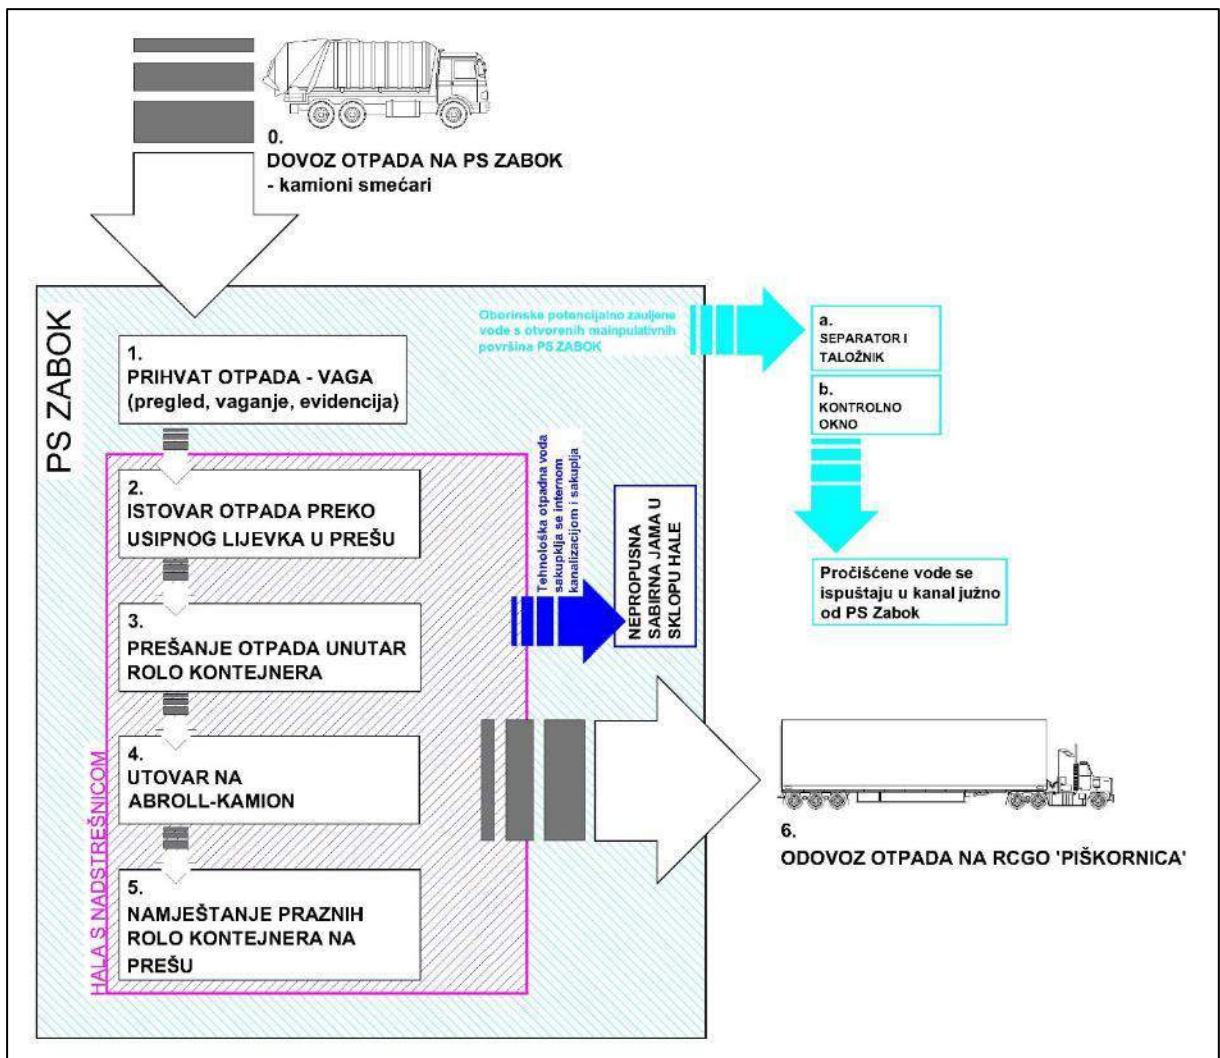 0.
DOVOZ OTPADA NA PS ZABOK
- kamioni smećari
PS ZABOK
1.
PRIHVAT OTPADA - VAGA
(pregled, vaganje, evidencija)
Oborinske potencijalno zauljene
vode s otvorenih mainpulativnih
površina PS ZABOK
a.
SEPARATOR I
TALOŽNIK
b.
KONTROLNO
OKNO
Pročišćene vode se
ispuštaju u kanal južno
od PS Zabok
HALA S NADSTREŠNICOM
2.
ISTOVAR OTPADA PREKO
USIPNOG LIJEVKA U PREŠU
Tehnološka otpadna voda
sakupklja se internom
kanalizacijom i sakuplja
NEPROPUSNA
SABIRNA JAMA U
SKLOPU HALE
3.
PREŠANJE OTPADA UNUTAR
ROLO KONTEJNERA
4.
UTOVAR NA
ABROLL-KAMION
5.
NAMJEŠTANJE PRAZNIH
ROLO KONTEJNERA NA
PREŠU
6.
ODOVOZ OTPADA NA RCGO 'PIŠKORNICA'